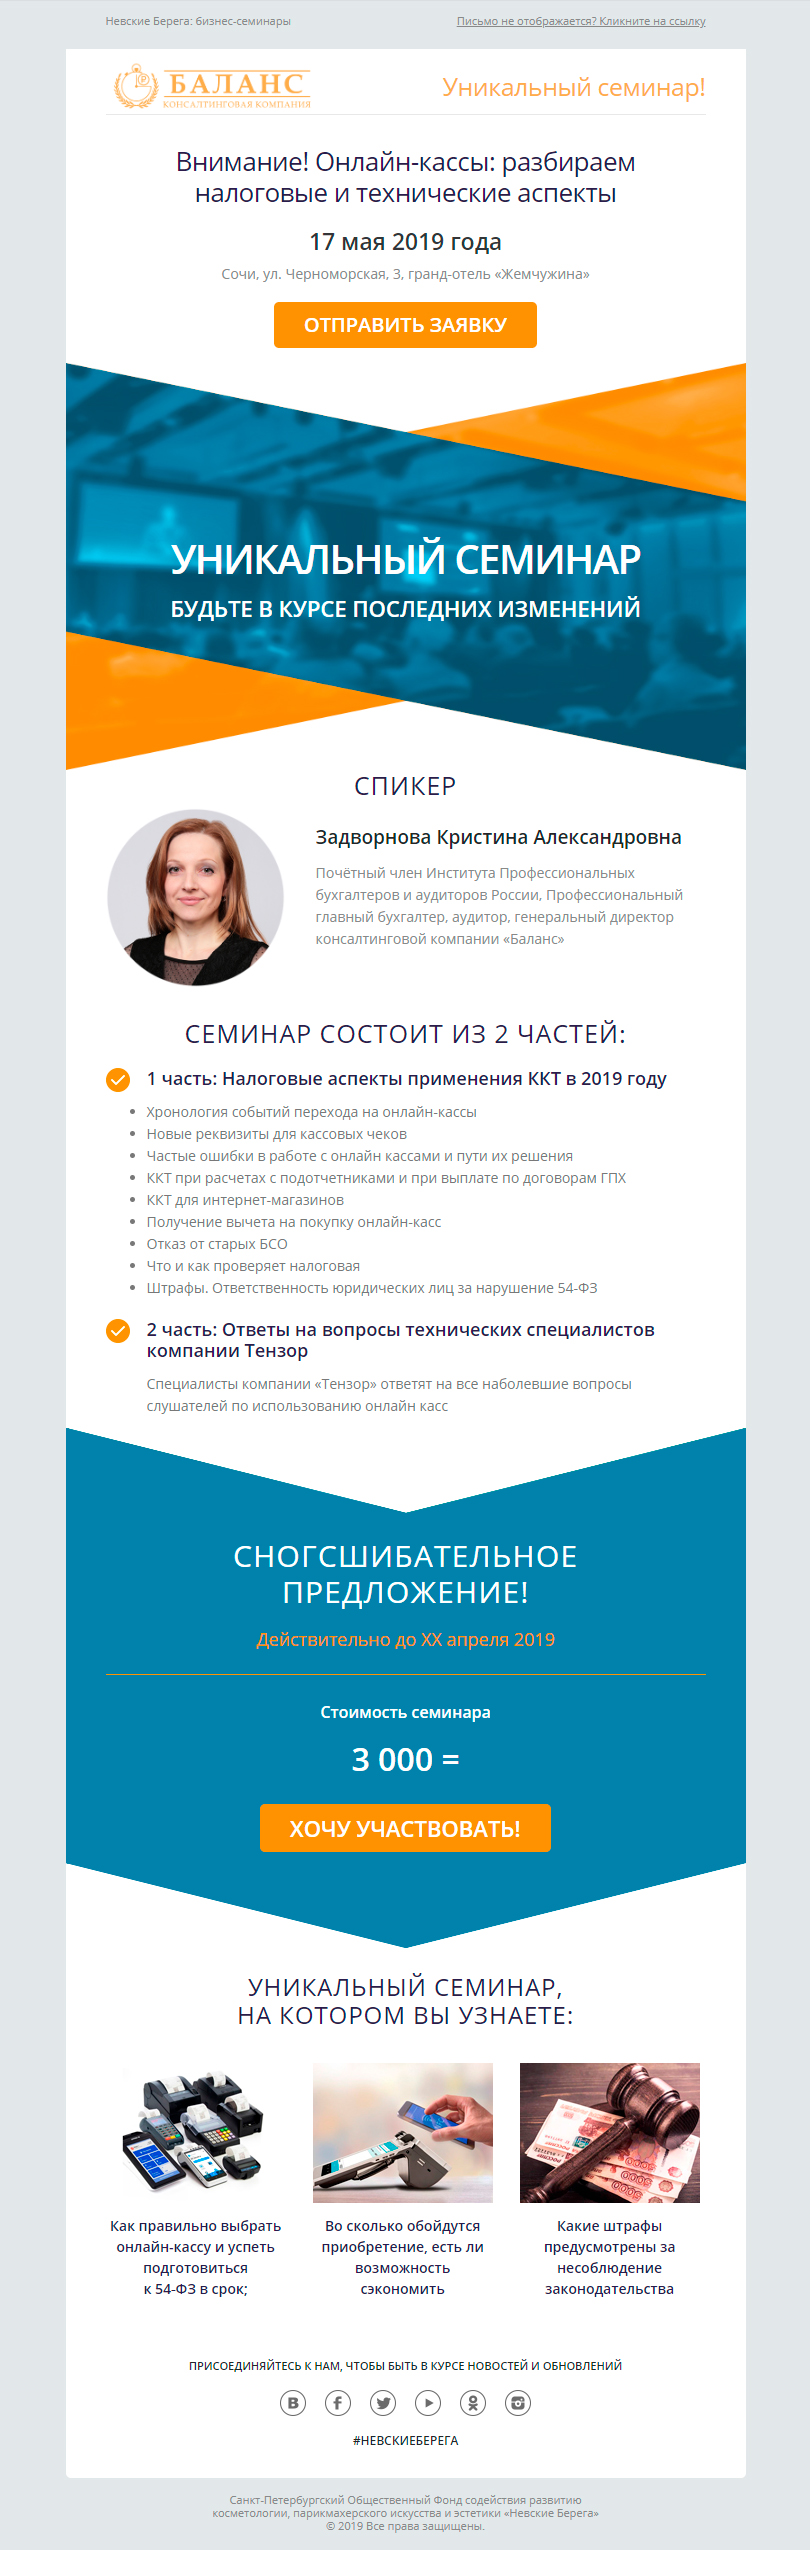 Невские Берега: бизнес-семинары
Письмо не отображается? Кликните на ссылку
БАЛАНС
КОНСАЛТИНГОВАЯ КОМПАНИЯ
Уникальный семинар!
Внимание! Онлайн-кассы: разбираем
налоговые и технические аспекты
17 мая 2019 года
Сочи, ул. Черноморская, 3, гранд-отель «Жемчужина»
ОТПРАВИТЬ ЗАЯВКУ
УНИКАЛЬНЫЙ СЕМИНАР
БУДЬТЕ В КУРСЕ ПОСЛЕДНИХ ИЗМЕНЕНИЙ
СПИКЕР
Задворнова Кристина Александровна
Почётный член Института Профессиональных
бухгалтеров и аудиторов России, Профессиональный
главный бухгалтер, аудитор, генеральный директор
консалтинговой компании «Баланс»
СЕМИНАР СОСТОИТ ИЗ 2 ЧАСТЕЙ:
1 часть: Налоговые аспекты применения ККТ в 2019 году
• Хронология событий перехода на онлайн-кассы
• Новые реквизиты для кассовых чеков
• Частые ошибки в работе с онлайн кассами и пути их решения
• ККТ при расчетах с подотчетниками и при выплате по договорам ГПХ
• ККТ для интернет-магазинов
• Получение вычета на покупку онлайн-касс
• Отказ от старых БСО
• Что и как проверяет налоговая
• Штрафы. Ответственность юридических лиц за нарушение 54-ФЗ
2 часть: Ответы на вопросы технических специалистов
компании Тензор
Специалисты компании «Тензор» ответят на все наболевшие вопросы
слушателей по использованию онлайн касс
СНОГСШИБАТЕЛЬНОЕ
ПРЕДЛОЖЕНИЕ!
Действительно до XX апреля 2019
Стоимость семинара
3 000 =
ХОЧУ УЧАСТВОВАТЬ!
УНИКАЛЬНЫЙ СЕМИНАР,
НА КОТОРОМ ВЫ УЗНАЕТЕ:
Как правильно выбрать
онлайн-кассу и успеть
подготовиться
к 54-ФЗ в срок;
Во сколько обойдутся
приобретение, есть ли
возможность
сэкономить
Какие штрафы
предусмотрены за
несоблюдение
законодательства
ПРИСОЕДИНЯЙТЕСЬ К НАМ, ЧТОБЫ БЫТЬ В КУРСЕ НОВОСТЕЙ И ОБНОВЛЕНИЙ
#НЕВСКИЕБЕРЕГА
Санкт-Петербургский Общественный Фонд содействия развитию
косметологии, парикмахерского искусства и эстетики «Невские Берега»
© 2019 Все права защищены.